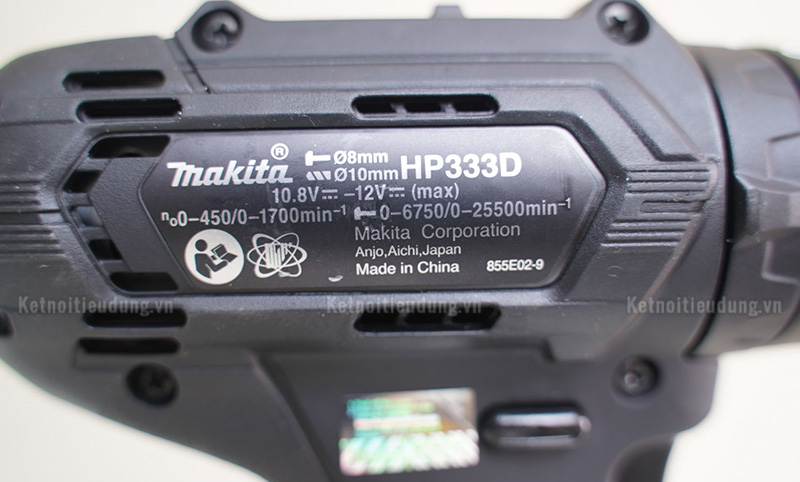 makita® Ø8mm HP333D
Ø10mm
10.8V⎓ –12V⎓ (max)
n₀0–450/0–1700min⁻¹ 0–6750/0–25500min⁻¹
Makita Corporation
Anjo,Aichi,Japan
Made in China 855E02-9
Ketnoitieudung.vn Ketnoitieudung.vn Ketnoitieudung.vn